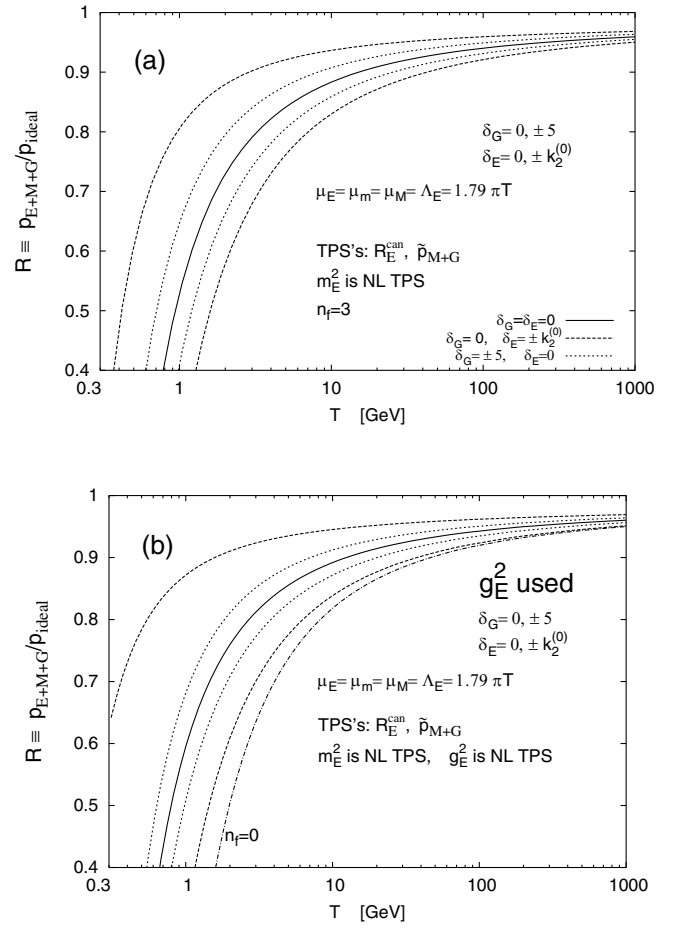 1
(a)
0.9
0.8
δG= 0, ± 5
δE= 0, ± k2(0)
R ≡ pE+M+G/pideal
0.7
μE= μm= μM= ΛE= 1.79 πT
0.6
TPS's: REcan, p̃M+G
mE2 is NL TPS
0.5
nf=3
δG=δE=0
δG= 0, δE= ± k2(0)
δG= ± 5, δE=0
0.4
0.3 1 10 100 1000
T [GeV]
1
(b)
0.9
gE2 used
0.8
δG= 0, ± 5
δE= 0, ± k2(0)
R ≡ pE+M+G/pideal
0.7
μE= μm= μM= ΛE= 1.79 πT
0.6
TPS's: REcan, p̃M+G
mE2 is NL TPS, gE2 is NL TPS
0.5
nf=0
0.4
0.3 1 10 100 1000
T [GeV]